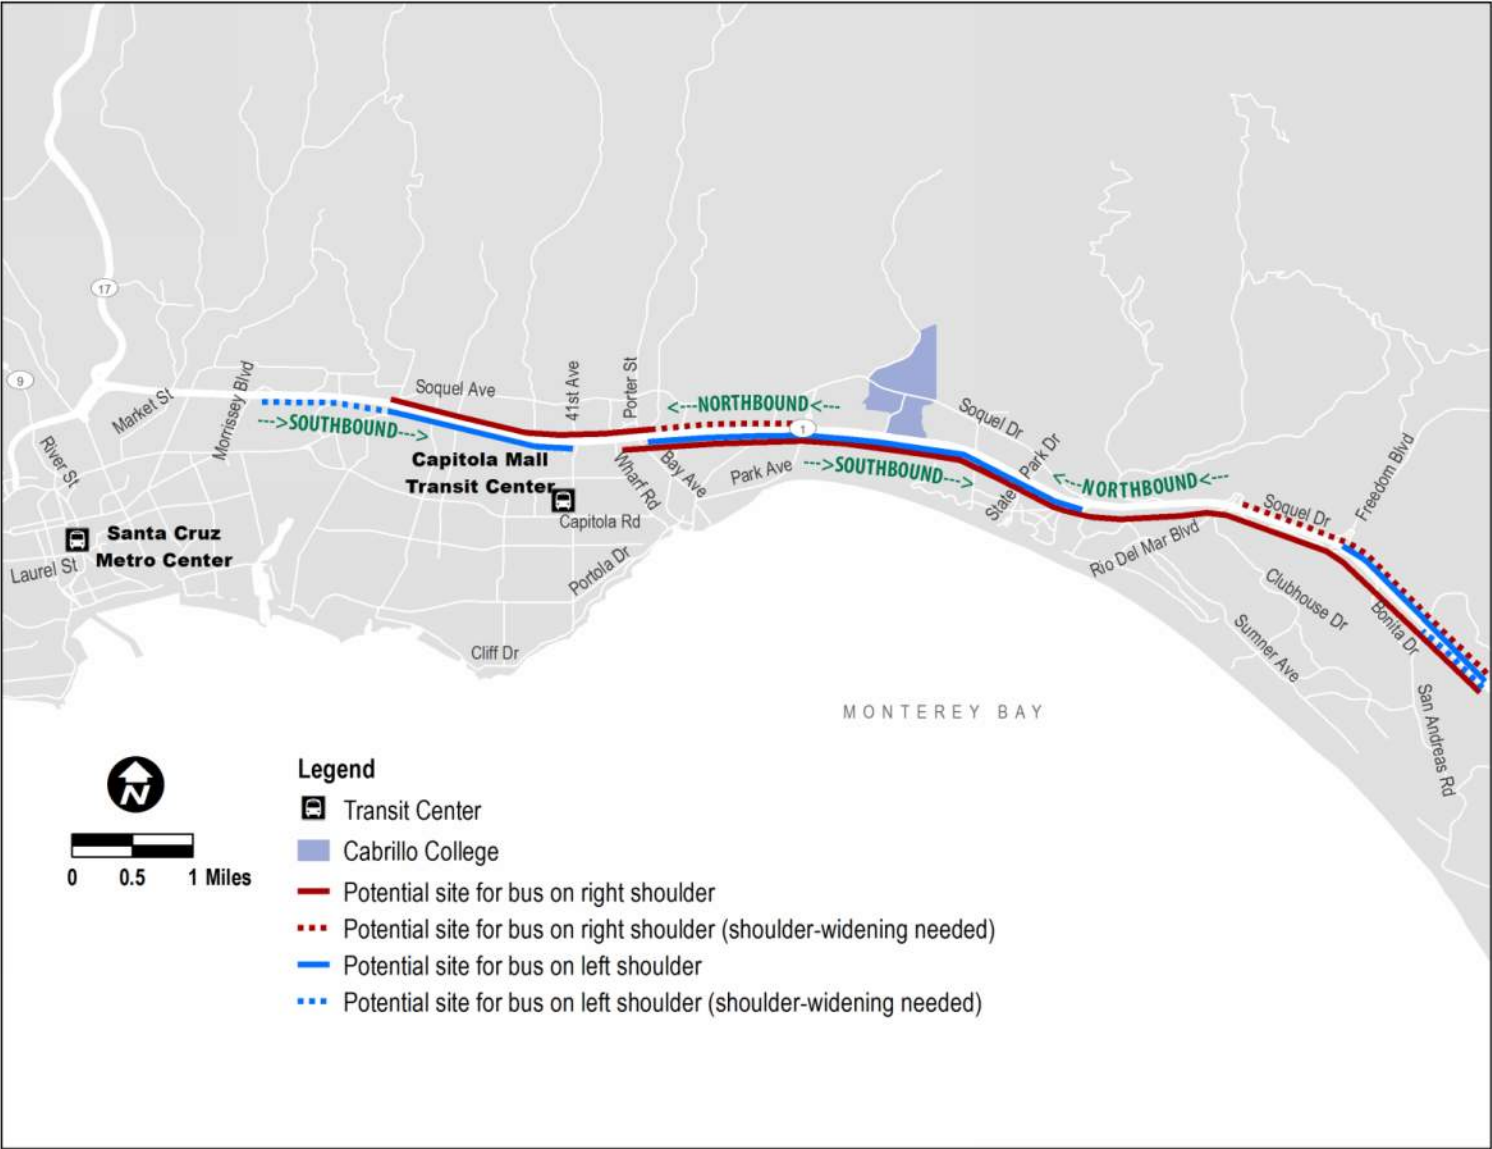 17
9
Market St
Morrissey Blvd
River St
Laurel St
Santa Cruz
Metro Center
--->SOUTHBOUND--->
Soquel Ave
41st Ave
Porter St
Capitola Mall
Transit Center
Capitola Rd
Wharf Rd
Bay Ave
Portola Dr
Cliff Dr
<---NORTHBOUND<---
1
Park Ave
--->SOUTHBOUND--->
Soquel Dr
State Park Dr
<---NORTHBOUND<---
Rio Del Mar Blvd
Soquel Dr
Freedom Blvd
Clubhouse Dr
Sumner Ave
Bonita Dr
San Andreas Rd
MONTEREY BAY
N
0 0.5 1 Miles
Legend
Transit Center
Cabrillo College
Potential site for bus on right shoulder
Potential site for bus on right shoulder (shoulder-widening needed)
Potential site for bus on left shoulder
Potential site for bus on left shoulder (shoulder-widening needed)